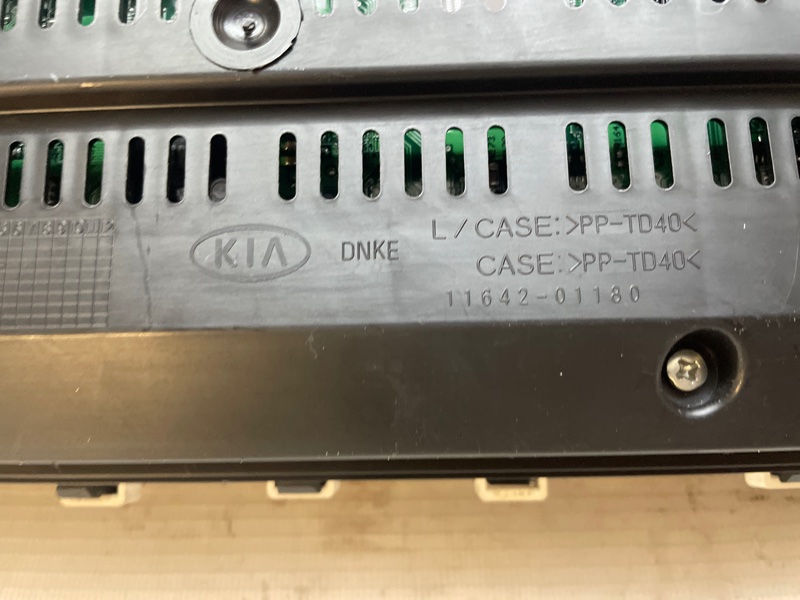 KIA
DNKE
L/CASE:>PP-TD40<
CASE:>PP-TD40<
11642-01180